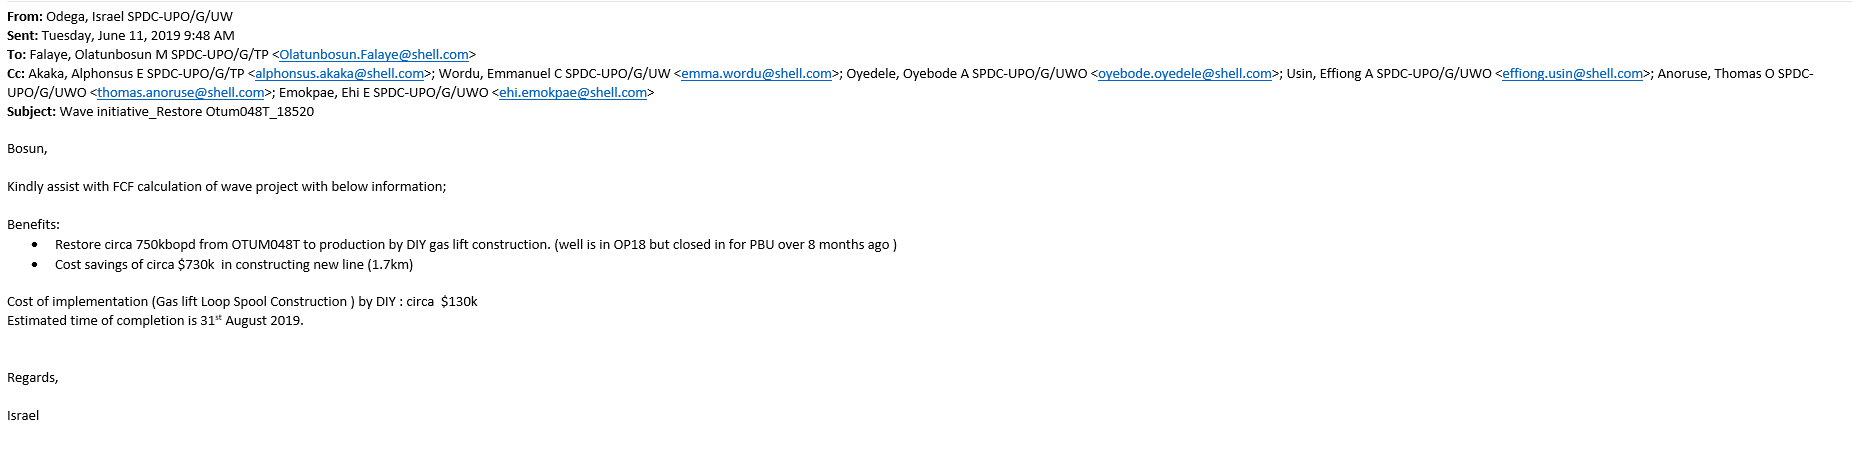 From: Odega, Israel SPDC-UPO/G/UW
Sent: Tuesday, June 11, 2019 9:48 AM
To: Falaye, Olatunbosun M SPDC-UPO/G/TP <Olatunbosun.Falaye@shell.com>
Cc: Akaka, Alphonsus E SPDC-UPO/G/TP <alphonsus.akaka@shell.com>; Wordu, Emmanuel C SPDC-UPO/G/UW <emma.wordu@shell.com>; Oyedele, Oyebode A SPDC-UPO/G/UWO <oyebode.oyedele@shell.com>; Usin, Effiong A SPDC-UPO/G/UWO <effiong.usin@shell.com>; Anoruse, Thomas O SPDC-
UPO/G/UWO <thomas.anoruse@shell.com>; Emokpae, Ehi E SPDC-UPO/G/UWO <ehi.emokpae@shell.com>
Subject: Wave initiative_Restore Otum048T_18520
Bosun,
Kindly assist with FCF calculation of wave project with below information;
Benefits:
• Restore circa 750kbopd from OTUM048T to production by DIY gas lift construction. (well is in OP18 but closed in for PBU over 8 months ago )
• Cost savings of circa $730k  in constructing new line (1.7km)
Cost of implementation (Gas lift Loop Spool Construction ) by DIY : circa  $130k
Estimated time of completion is 31st August 2019.
Regards,
Israel